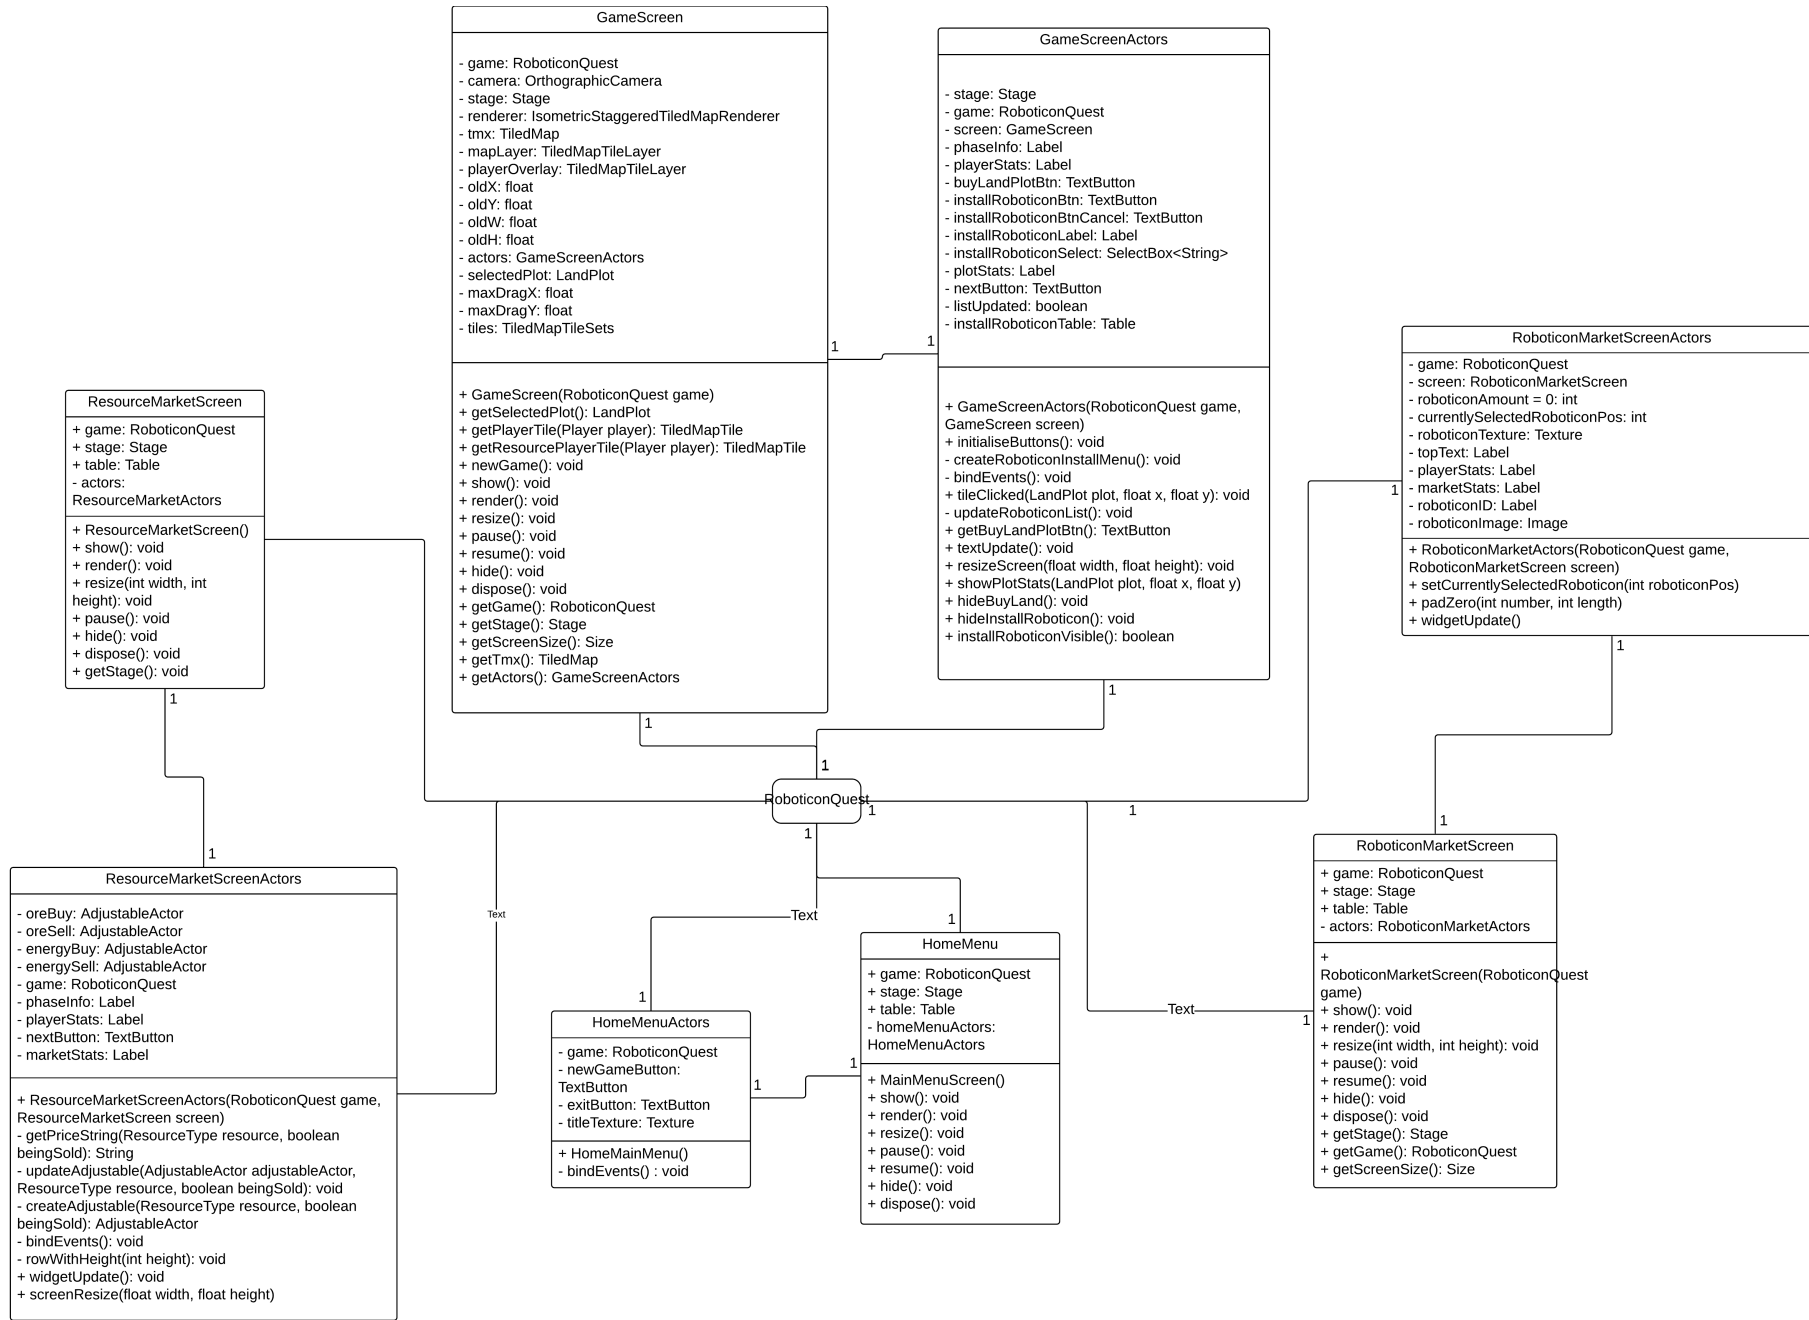 GameScreen
- game: RoboticonQuest
- camera: OrthographicCamera
- stage: Stage
- renderer: IsometricStaggeredTiledMapRenderer
- tmx: TiledMap
- mapLayer: TiledMapTileLayer
- playerOverlay: TiledMapTileLayer
- oldX: float
- oldY: float
- oldW: float
- oldH: float
- actors: GameScreenActors
- selectedPlot: LandPlot
- maxDragX: float
- maxDragY: float
- tiles: TiledMapTileSets
+ GameScreen(RoboticonQuest game)
+ getSelectedPlot(): LandPlot
+ getPlayerTile(Player player): TiledMapTile
+ getResourcePlayerTile(Player player): TiledMapTile
+ newGame(): void
+ show(): void
+ render(): void
+ resize(): void
+ pause(): void
+ resume(): void
+ hide(): void
+ dispose(): void
+ getGame(): RoboticonQuest
+ getStage(): Stage
+ getScreenSize(): Size
+ getTmx(): TiledMap
+ getActors(): GameScreenActors
1
1
1
GameScreenActors
- stage: Stage
- game: RoboticonQuest
- screen: GameScreen
- phaseInfo: Label
- playerStats: Label
- buyLandPlotBtn: TextButton
- installRoboticonBtn: TextButton
- installRoboticonBtnCancel: TextButton
- installRoboticonLabel: Label
- installRoboticonSelect: SelectBox<String>
- plotStats: Label
- nextButton: TextButton
- listUpdated: boolean
- installRoboticonTable: Table
+ GameScreenActors(RoboticonQuest game,
GameScreen screen)
+ initialiseButtons(): void
- createRoboticonInstallMenu(): void
- bindEvents(): void
+ tileClicked(LandPlot plot, float x, float y): void
- updateRoboticonList(): void
+ getBuyLandPlotBtn(): TextButton
+ textUpdate(): void
+ resizeScreen(float width, float height): void
+ showPlotStats(LandPlot plot, float x, float y)
+ hideBuyLand(): void
+ hideInstallRoboticon(): void
+ installRoboticonVisible(): boolean
1
RoboticonMarketScreenActors
- game: RoboticonQuest
- screen: RoboticonMarketScreen
- roboticonAmount = 0: int
- currentlySelectedRoboticonPos: int
- roboticonTexture: Texture
- topText: Label
- playerStats: Label
- marketStats: Label
- roboticonID: Label
- roboticonImage: Image
+ RoboticonMarketActors(RoboticonQuest game,
RoboticonMarketScreen screen)
+ setCurrentlySelectedRoboticon(int roboticonPos)
+ padZero(int number, int length)
+ widgetUpdate()
1
1
ResourceMarketScreen
+ game: RoboticonQuest
+ stage: Stage
+ table: Table
- actors:
ResourceMarketActors
+ ResourceMarketScreen()
+ show(): void
+ render(): void
+ resize(int width, int
height): void
+ pause(): void
+ hide(): void
+ dispose(): void
+ getStage(): void
1
1
RoboticonQuest
1
1
1
1
ResourceMarketScreenActors
- oreBuy: AdjustableActor
- oreSell: AdjustableActor
- energyBuy: AdjustableActor
- energySell: AdjustableActor
- game: RoboticonQuest
- phaseInfo: Label
- playerStats: Label
- nextButton: TextButton
- marketStats: Label
+ ResourceMarketScreenActors(RoboticonQuest game,
ResourceMarketScreen screen)
- getPriceString(ResourceType resource, boolean
beingSold): String
- updateAdjustable(AdjustableActor adjustableActor,
ResourceType resource, boolean beingSold): void
- createAdjustable(ResourceType resource, boolean
beingSold): AdjustableActor
- bindEvents(): void
- rowWithHeight(int height): void
+ widgetUpdate(): void
+ screenResize(float width, float height)
Text
Text
1
HomeMenuActors
- game: RoboticonQuest
- newGameButton:
TextButton
- exitButton: TextButton
- titleTexture: Texture
+ HomeMainMenu()
- bindEvents() : void
1
1
1
HomeMenu
+ game: RoboticonQuest
+ stage: Stage
+ table: Table
- homeMenuActors:
HomeMenuActors
+ MainMenuScreen()
+ show(): void
+ render(): void
+ resize(): void
+ pause(): void
+ resume(): void
+ hide(): void
+ dispose(): void
Text
1
1
RoboticonMarketScreen
+ game: RoboticonQuest
+ stage: Stage
+ table: Table
- actors: RoboticonMarketActors
+
RoboticonMarketScreen(RoboticonQuest
game)
+ show(): void
+ render(): void
+ resize(int width, int height): void
+ pause(): void
+ resume(): void
+ hide(): void
+ dispose(): void
+ getStage(): Stage
+ getGame(): RoboticonQuest
+ getScreenSize(): Size